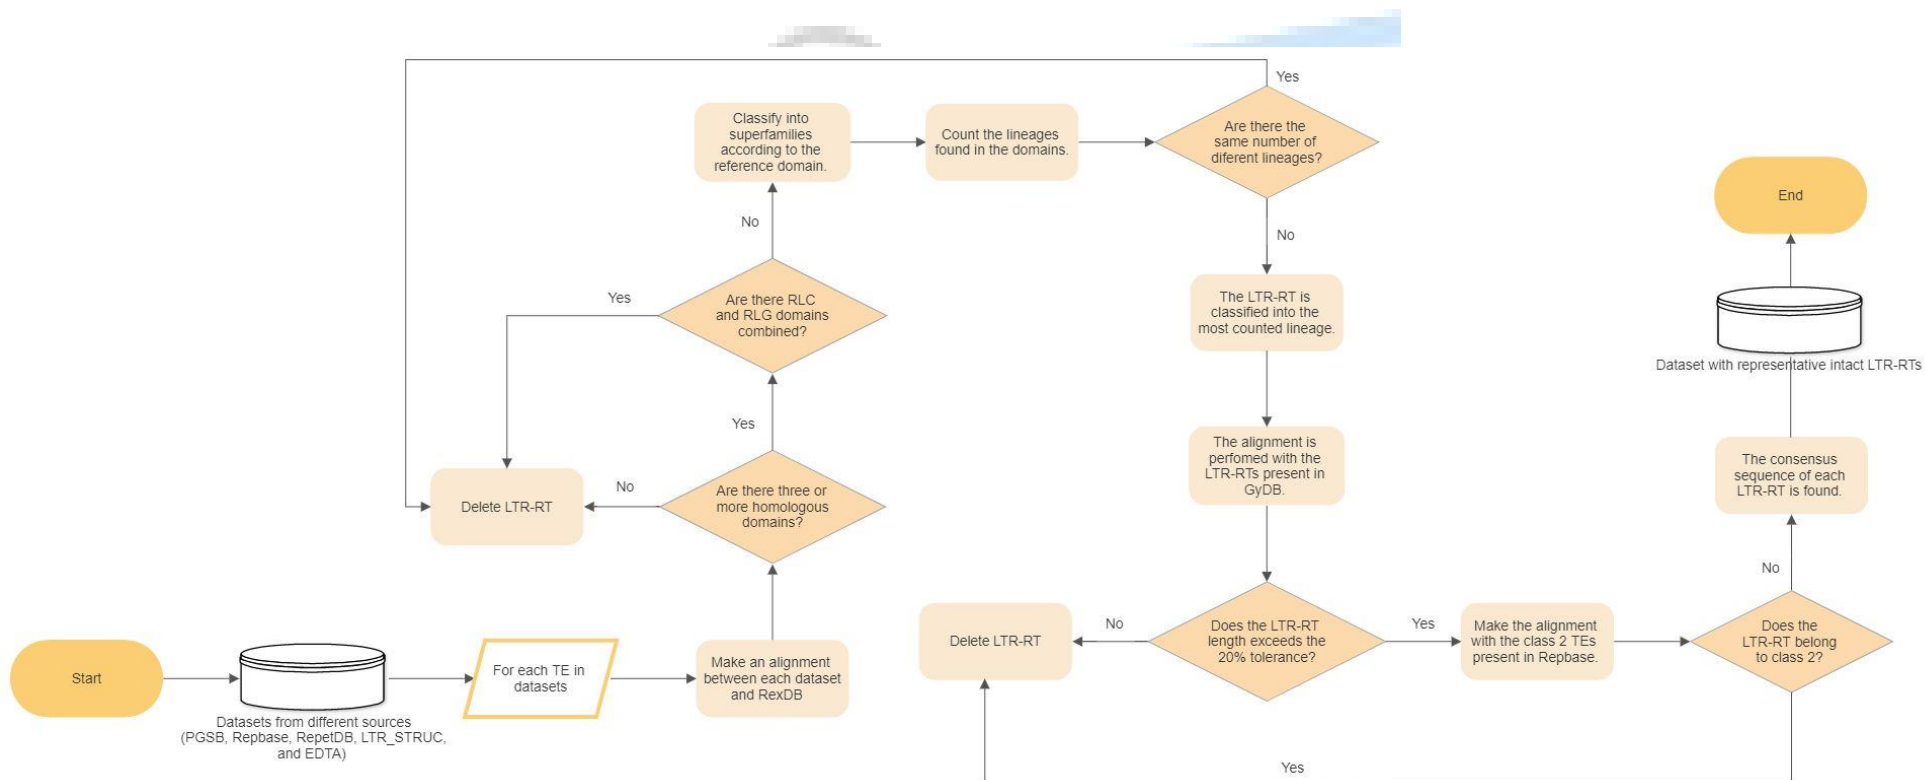 Start
Datasets from different sources
(PGSB, Repbase, RepetDB, LTR_STRUC,
and EDTA)
For each TE in
datasets
Make an alignment
between each dataset
and RexDB
Are there three or
more homologous
domains?
No
Delete LTR-RT
Yes
Are there RLC
and RLG domains
combined?
Yes
No
Classify into
superfamilies
according to the
reference domain.
Count the lineages
found in the domains.
Are there the
same number of
diferent lineages?
Yes
No
The LTR-RT is
classified into the
most counted lineage.
The alignment is
perfomed with the
LTR-RTs present in
GyDB.
Does the LTR-RT
length exceeds the
20% tolerance?
No
Delete LTR-RT
Yes
Make the alignment
with the class 2 TEs
present in Repbase.
Does the
LTR-RT belong
to class 2?
Yes
No
The consensus
sequence of each
LTR-RT is found.
Dataset with representative intact LTR-RTs
End